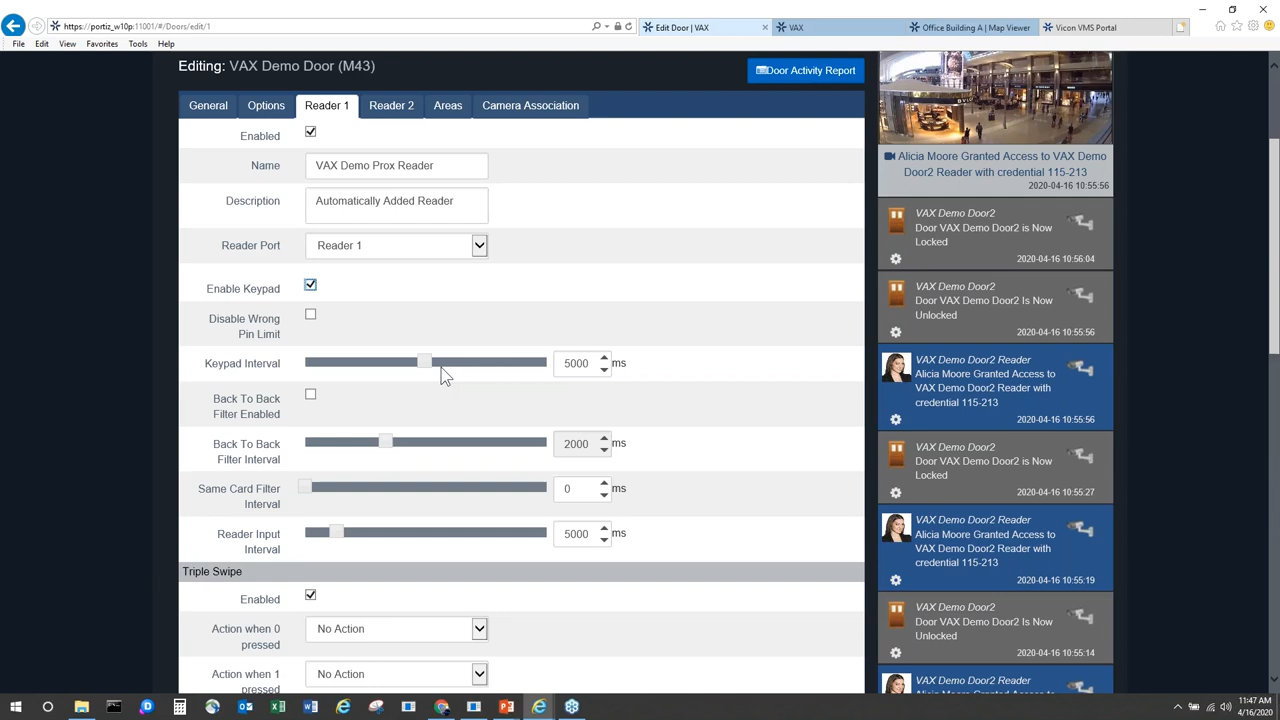 https://portiz_w10p:11001/#/Doors/edit/1
Edit Door | VAX
VAX
Office Building A | Map Viewer
Vicon VMS Portal
File Edit View Favorites Tools Help
Editing: VAX Demo Door (M43)
Door Activity Report
General Options Reader 1 Reader 2 Areas Camera Association
Enabled
Name VAX Demo Prox Reader
Description Automatically Added Reader
Reader Port Reader 1
Enable Keypad
Disable Wrong
Pin Limit
Keypad Interval 5000 ms
Back To Back
Filter Enabled
Back To Back
Filter Interval
2000 ms
Same Card Filter
Interval
0 ms
Reader Input
Interval
5000 ms
Triple Swipe
Enabled
Action when 0
pressed
No Action
Action when 1
pressed
No Action
Alicia Moore Granted Access to VAX Demo
Door2 Reader with credential 115-213
2020-04-16 10:55:56
VAX Demo Door2
Door VAX Demo Door2 is Now
Locked
2020-04-16 10:56:04
VAX Demo Door2
Door VAX Demo Door2 Is Now
Unlocked
2020-04-16 10:55:56
VAX Demo Door2 Reader
Alicia Moore Granted Access to
VAX Demo Door2 Reader with
credential 115-213
2020-04-16 10:55:56
VAX Demo Door2
Door VAX Demo Door2 is Now
Locked
2020-04-16 10:55:27
VAX Demo Door2 Reader
Alicia Moore Granted Access to
VAX Demo Door2 Reader with
credential 115-213
2020-04-16 10:55:19
VAX Demo Door2
Door VAX Demo Door2 Is Now
Unlocked
2020-04-16 10:55:14
VAX Demo Door2 Reader
Alicia Moore Granted Access to
11:47 AM
4/16/2020